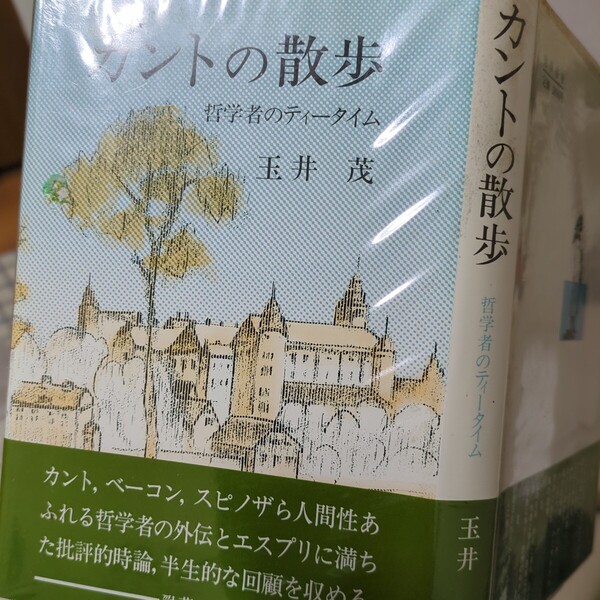 カントの散歩
哲学者のティータイム
玉井 茂
カント,ベーコン,スピノザら人間性あ
ふれる哲学者の外伝とエスプリに満ち
た批評的時論,半生的な回顧を収める
カントの散歩
哲学者のティータイム
玉井